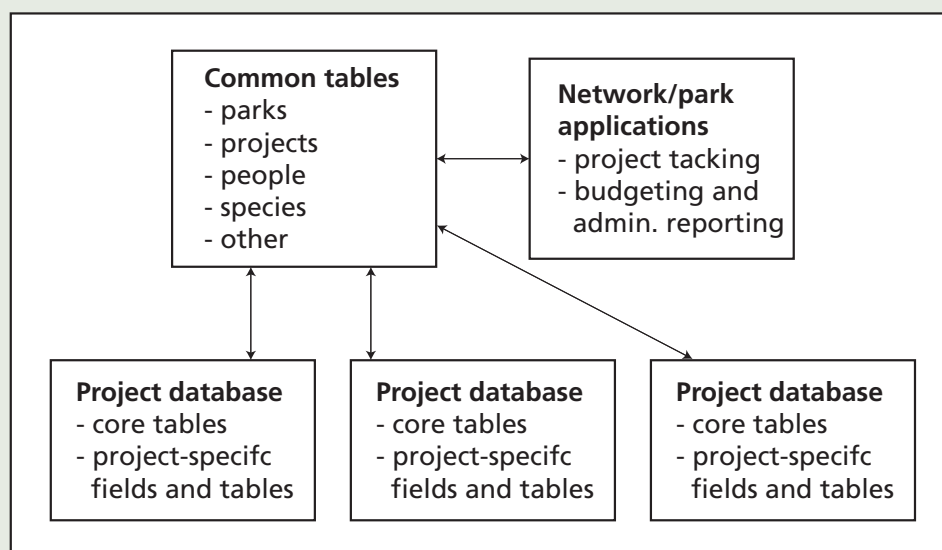 Common tables
- parks
- projects
- people
- species
- other
Network/park
applications
- project tacking
- budgeting and
admin. reporting
Project database
- core tables
- project-specifc
fields and tables
Project database
- core tables
- project-specifc
fields and tables
Project database
- core tables
- project-specifc
fields and tables